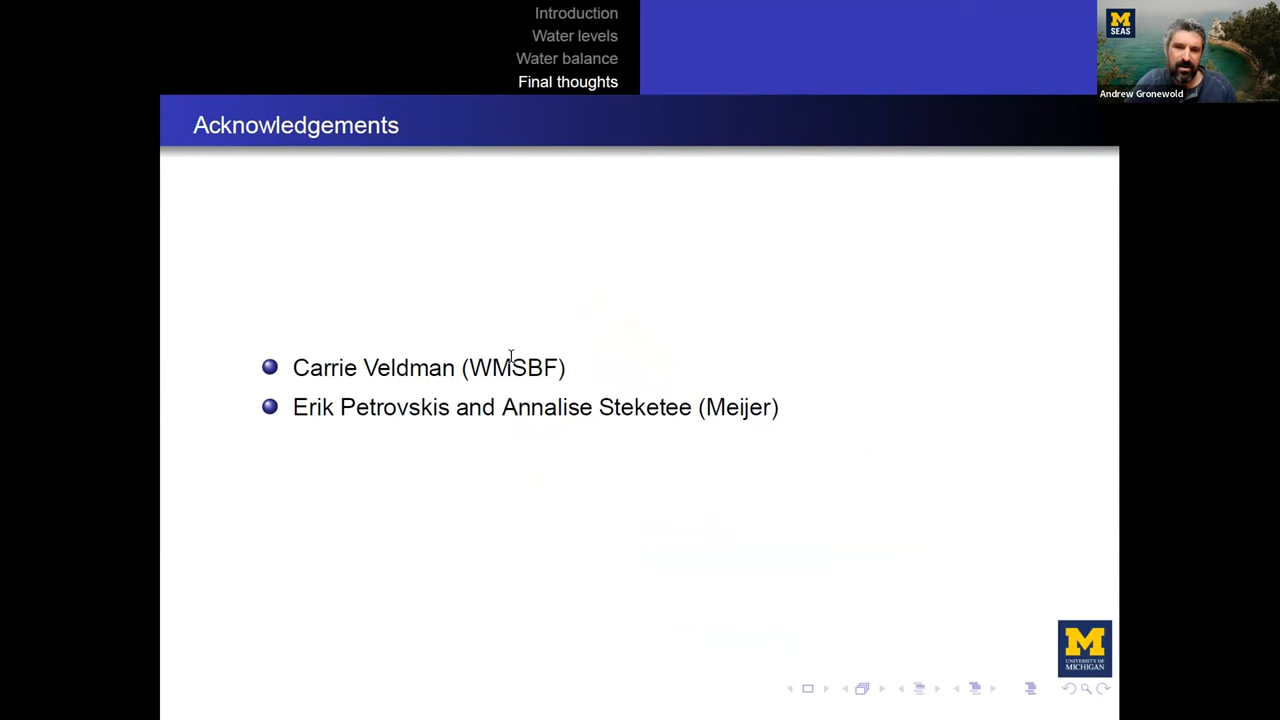 Introduction
Water levels
Water balance
Final thoughts
M
SEAS
Andrew Gronewold
Acknowledgements
Carrie Veldman (WMSBF)
Erik Petrovskis and Annalise Steketee (Meijer)
M
UNIVERSITY OF
MICHIGAN